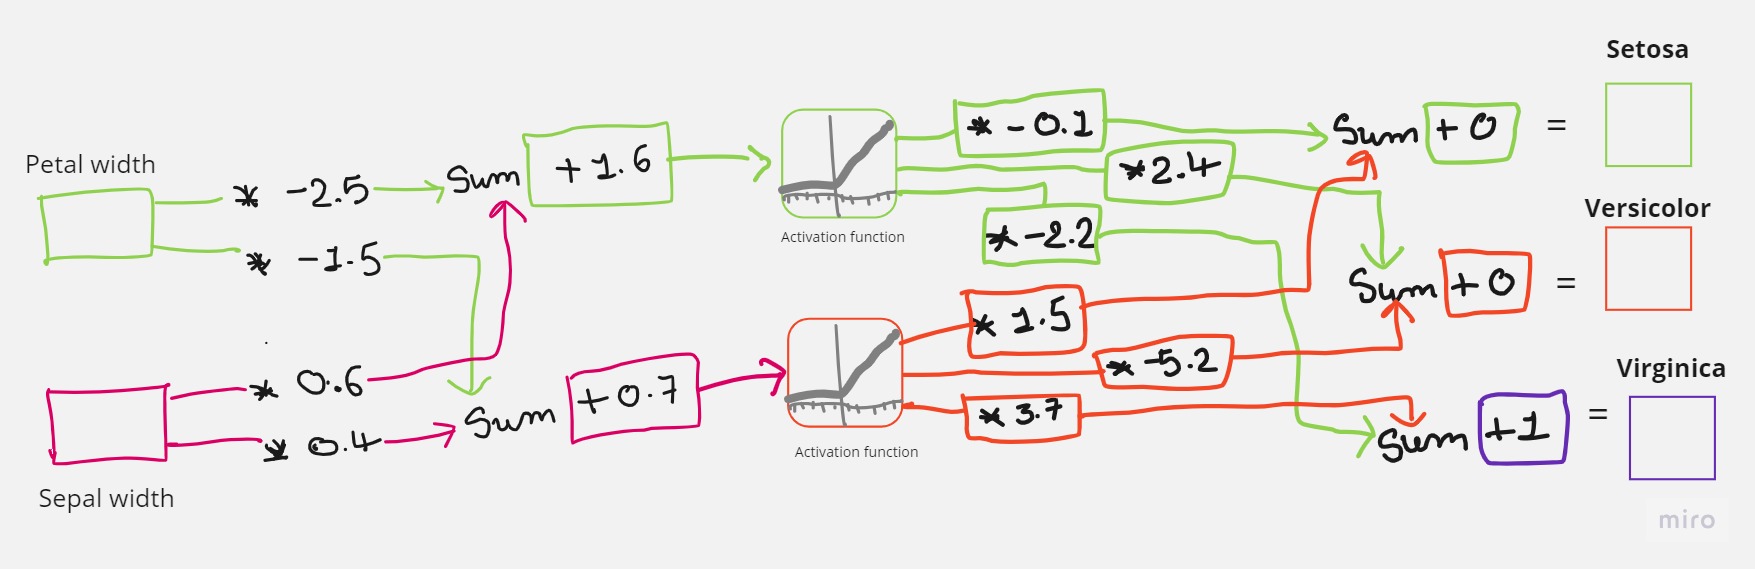 Setosa
* -0.1
Sum + 0 =
Petal width
* -2.5
Sum
+ 1.6
* 2.4
Versicolor
Activation function
* -2.2
* -1.5
Sum + 0 =
* 1.5
* 0.6
* -5.2
Virginica
+ 0.7
Sum
* 3.7
Sum +1 =
* 0.4
Activation function
Sepal width
miro